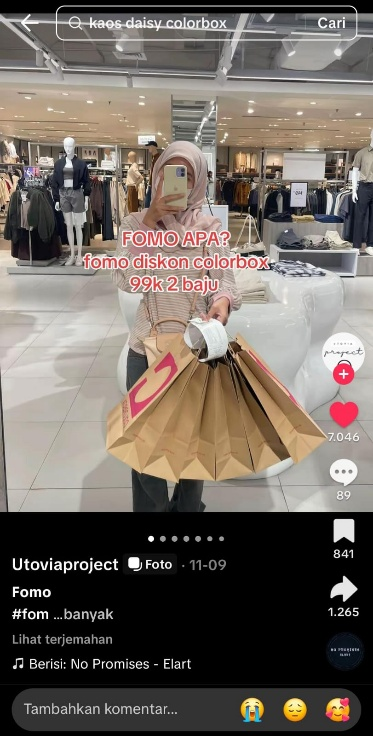 kaos daisy colorbox
Cari
FOMO APA?
fomo diskon colorbox
99k 2 baju
project
7.046
89
841
Utoviaproject
Foto
· 11-09
1.265
Fomo
#fom ...banyak
Lihat terjemahan
Berisi: No Promises - Elart
Tambahkan komentar...